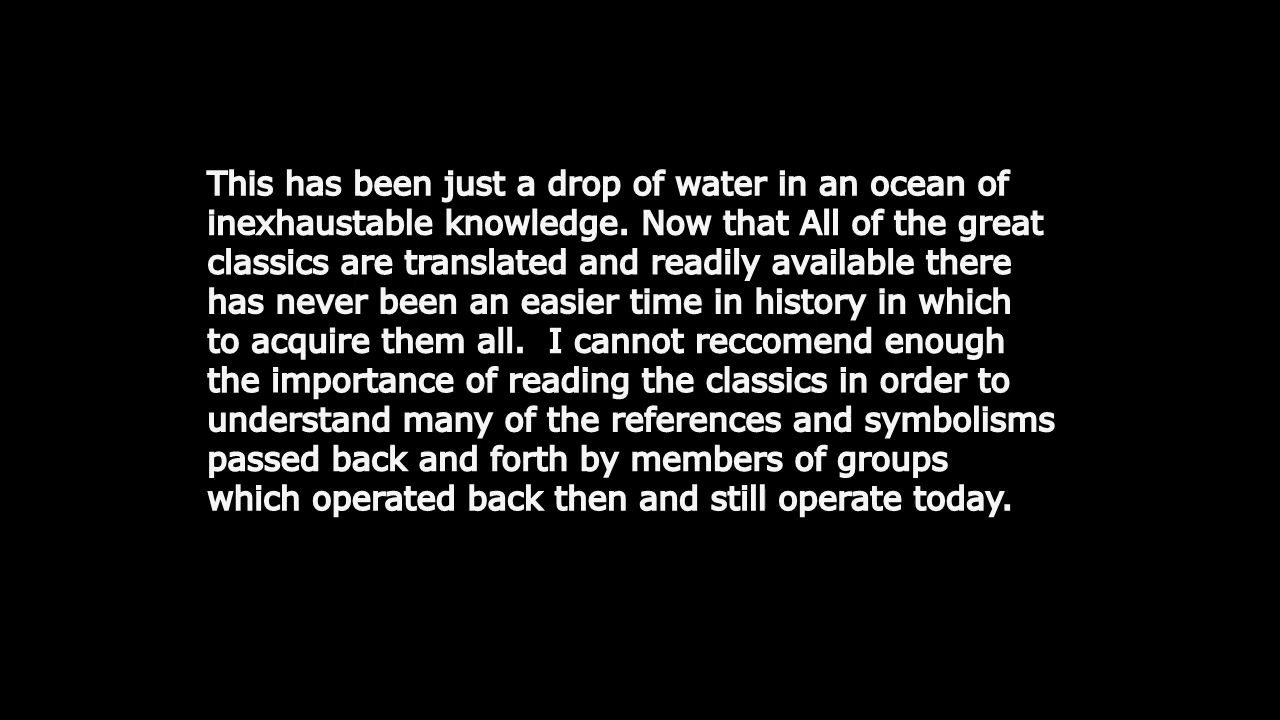 This has been just a drop of water in an ocean of
inexhaustable knowledge. Now that All of the great
classics are translated and readily available there
has never been an easier time in history in which
to acquire them all.  I cannot reccomend enough
the importance of reading the classics in order to
understand many of the references and symbolisms
passed back and forth by members of groups
which operated back then and still operate today.